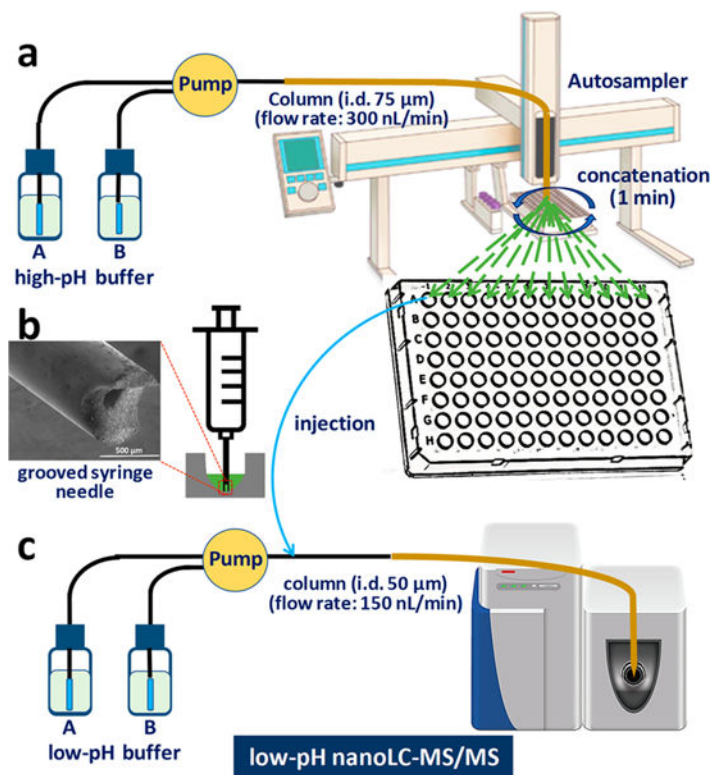 a
Pump
Column (i.d. 75 μm)
(flow rate: 300 nL/min)
Autosampler
concatenation
(1 min)
A B
high-pH buffer
A
B
C
D
E
F
G
H
b
500 μm
grooved syringe
needle
injection
c
Pump
column (i.d. 50 μm)
(flow rate: 150 nL/min)
A B
low-pH buffer
low-pH nanoLC-MS/MS